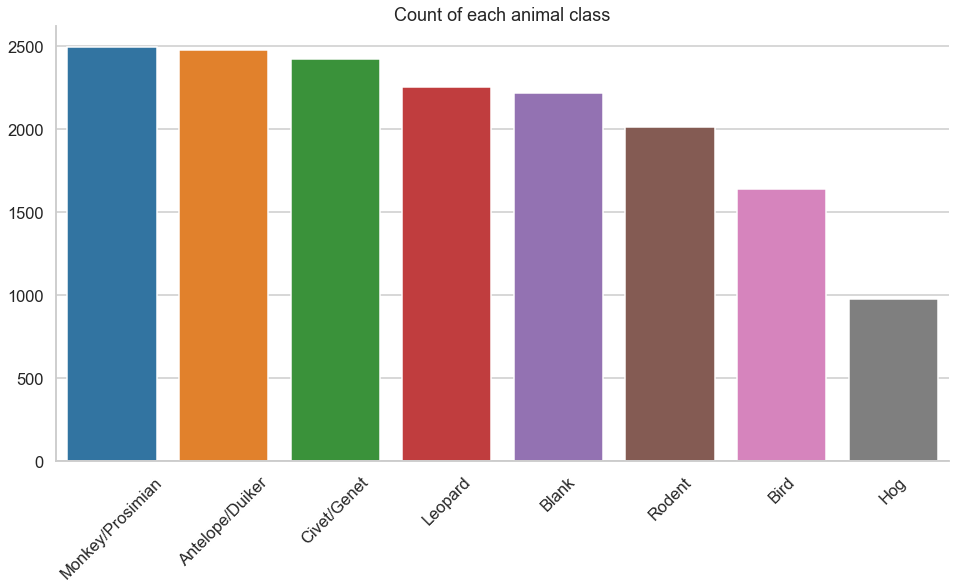 Count of each animal class
2500
2000
1500
1000
500
0
Monkey/Prosimian
Antelope/Duiker
Civet/Genet
Leopard
Blank
Rodent
Bird
Hog